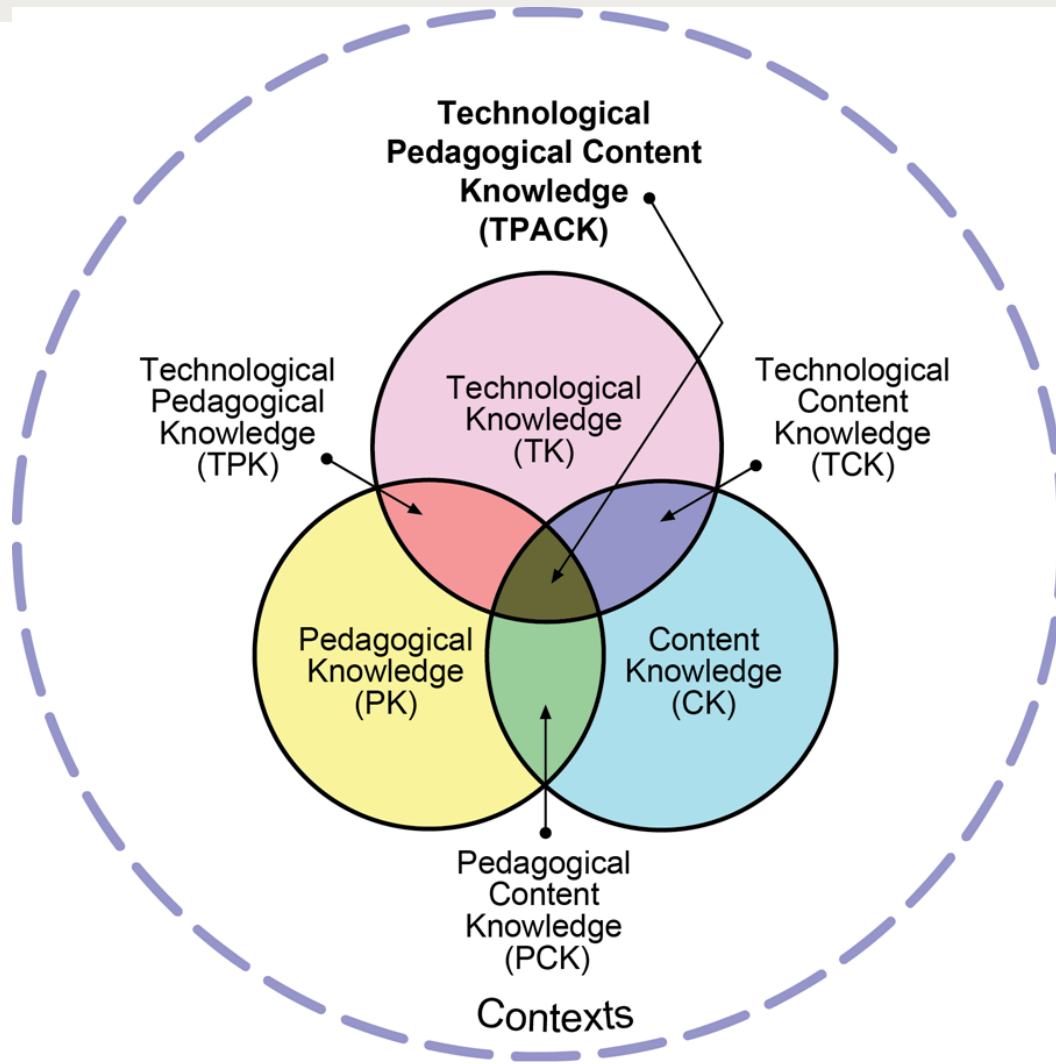 Technological
Pedagogical Content
Knowledge
(TPACK)
Technological
Pedagogical
Knowledge
(TPK)
Technological
Knowledge
(TK)
Technological
Content
Knowledge
(TCK)
Pedagogical
Knowledge
(PK)
Content
Knowledge
(CK)
Pedagogical
Content
Knowledge
(PCK)
Contexts